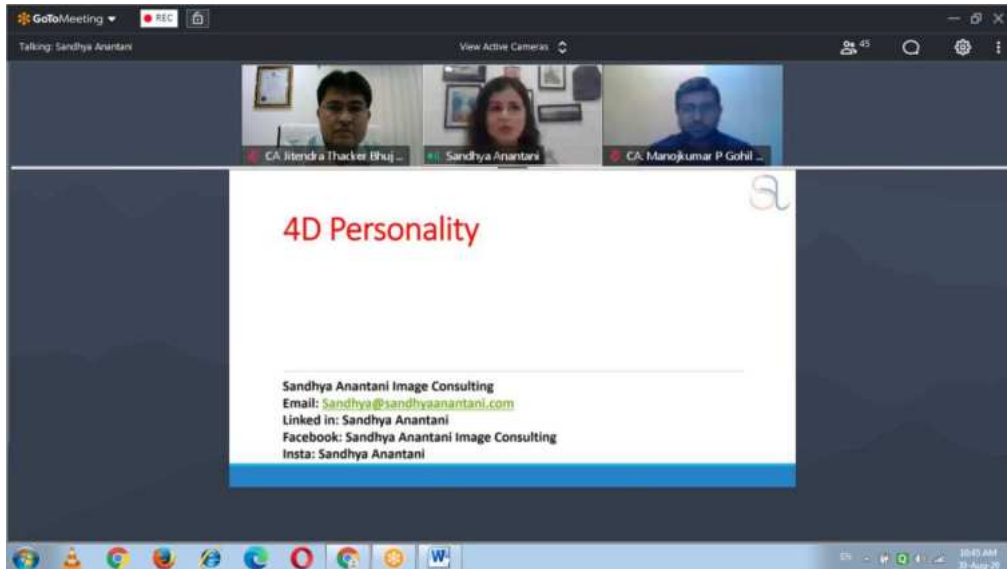 GoToMeeting
REC
Talking: Sandhya Anantani
View Active Cameras
45
CA Jitendra Thacker Bhuj ...
Sandhya Anantani
CA. Manojkumar P Gohil ...
4D Personality
Sandhya Anantani Image Consulting
Email: Sandhya@sandhyaanantani.com
Linked in: Sandhya Anantani
Facebook: Sandhya Anantani Image Consulting
Insta: Sandhya Anantani
EN
10:45 AM